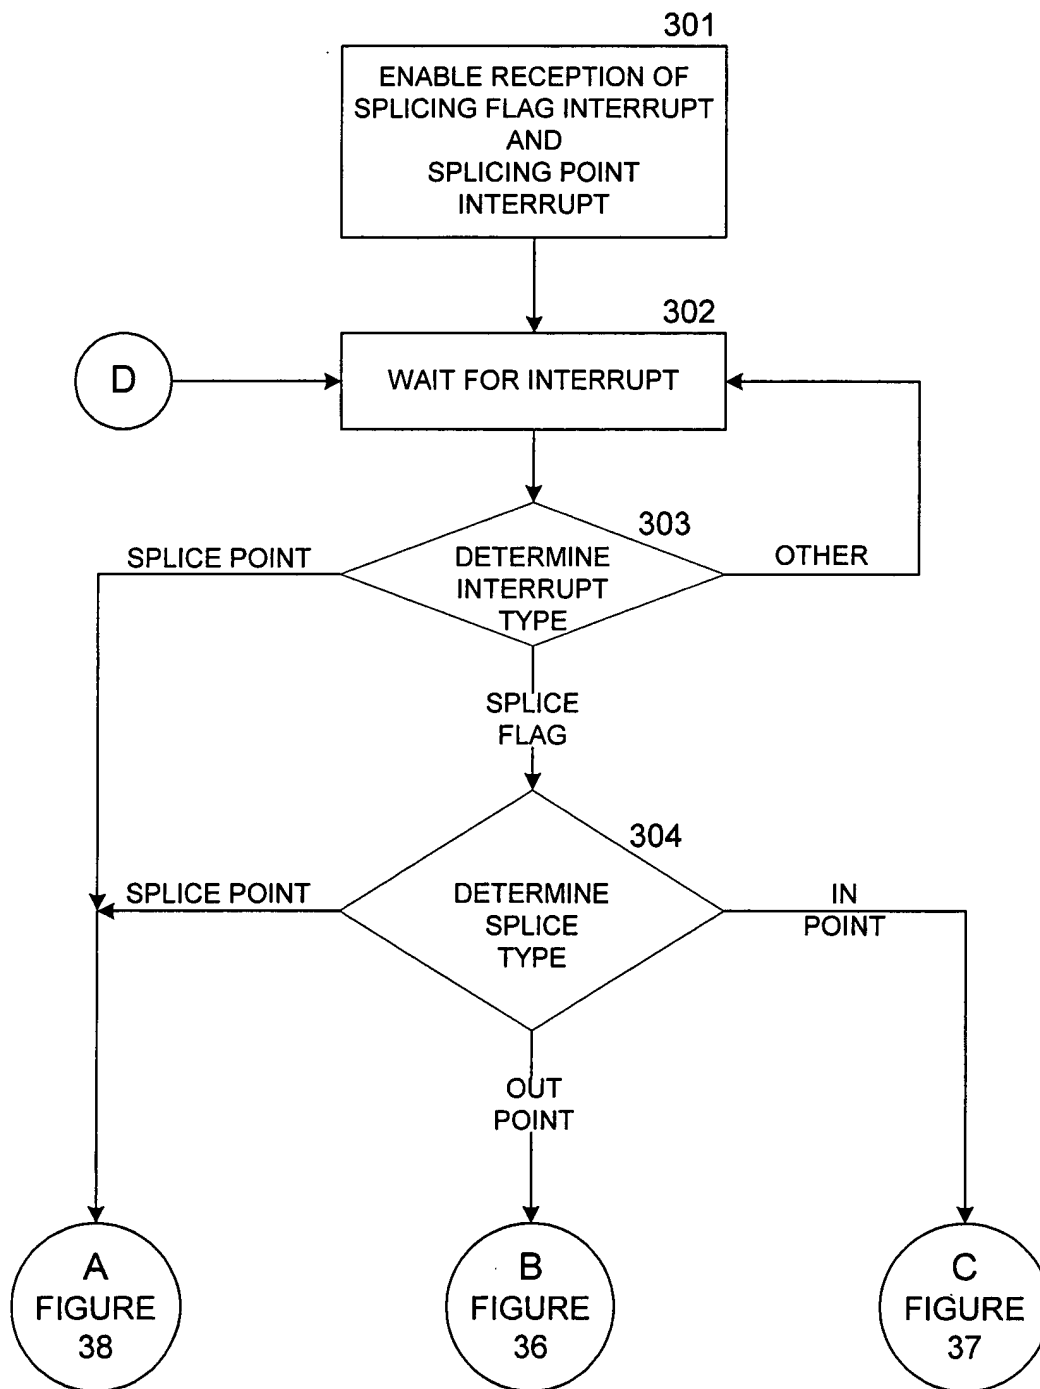 301
ENABLE RECEPTION OF
SPLICING FLAG INTERRUPT
AND
SPLICING POINT
INTERRUPT
302
D
WAIT FOR INTERRUPT
303
SPLICE POINT
DETERMINE
INTERRUPT
TYPE
OTHER
SPLICE
FLAG
304
SPLICE POINT
DETERMINE
SPLICE
TYPE
IN
POINT
OUT
POINT
A
FIGURE
38
B
FIGURE
36
C
FIGURE
37